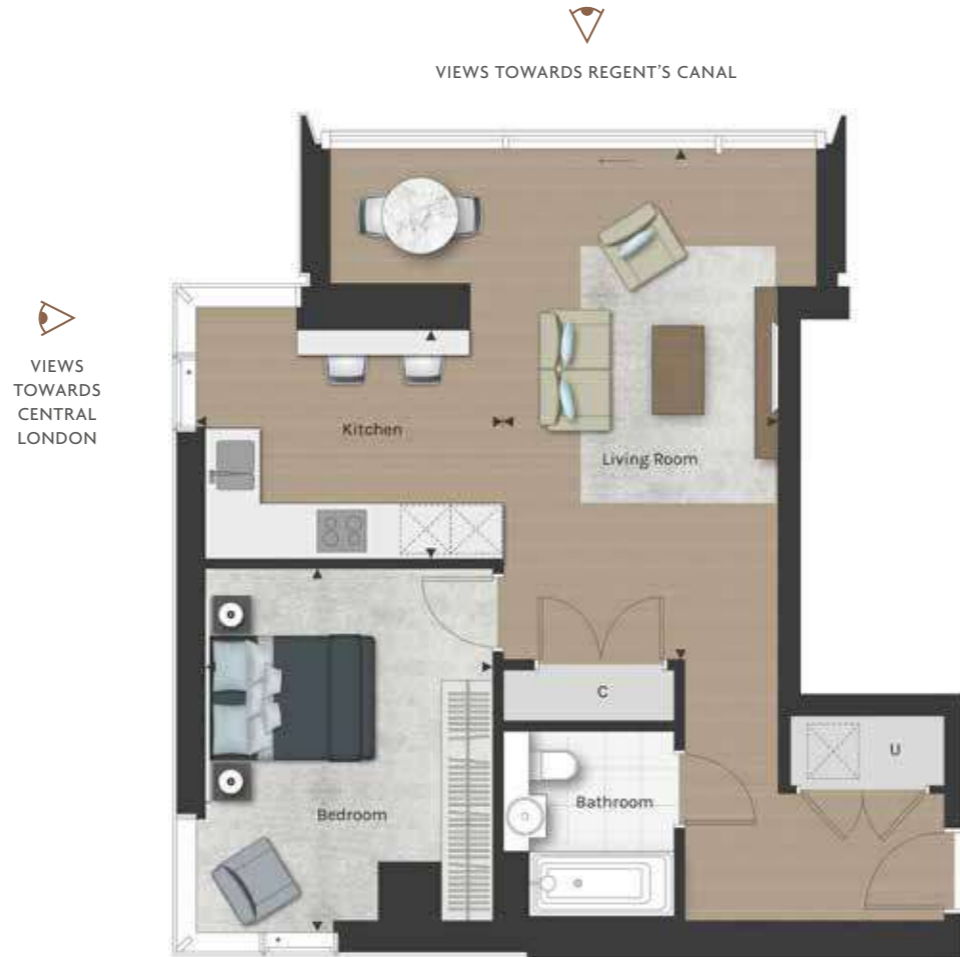 VIEWS TOWARDS REGENT'S CANAL
VIEWS
TOWARDS
CENTRAL
LONDON
Kitchen
Living Room
C
U
Bathroom
Bedroom